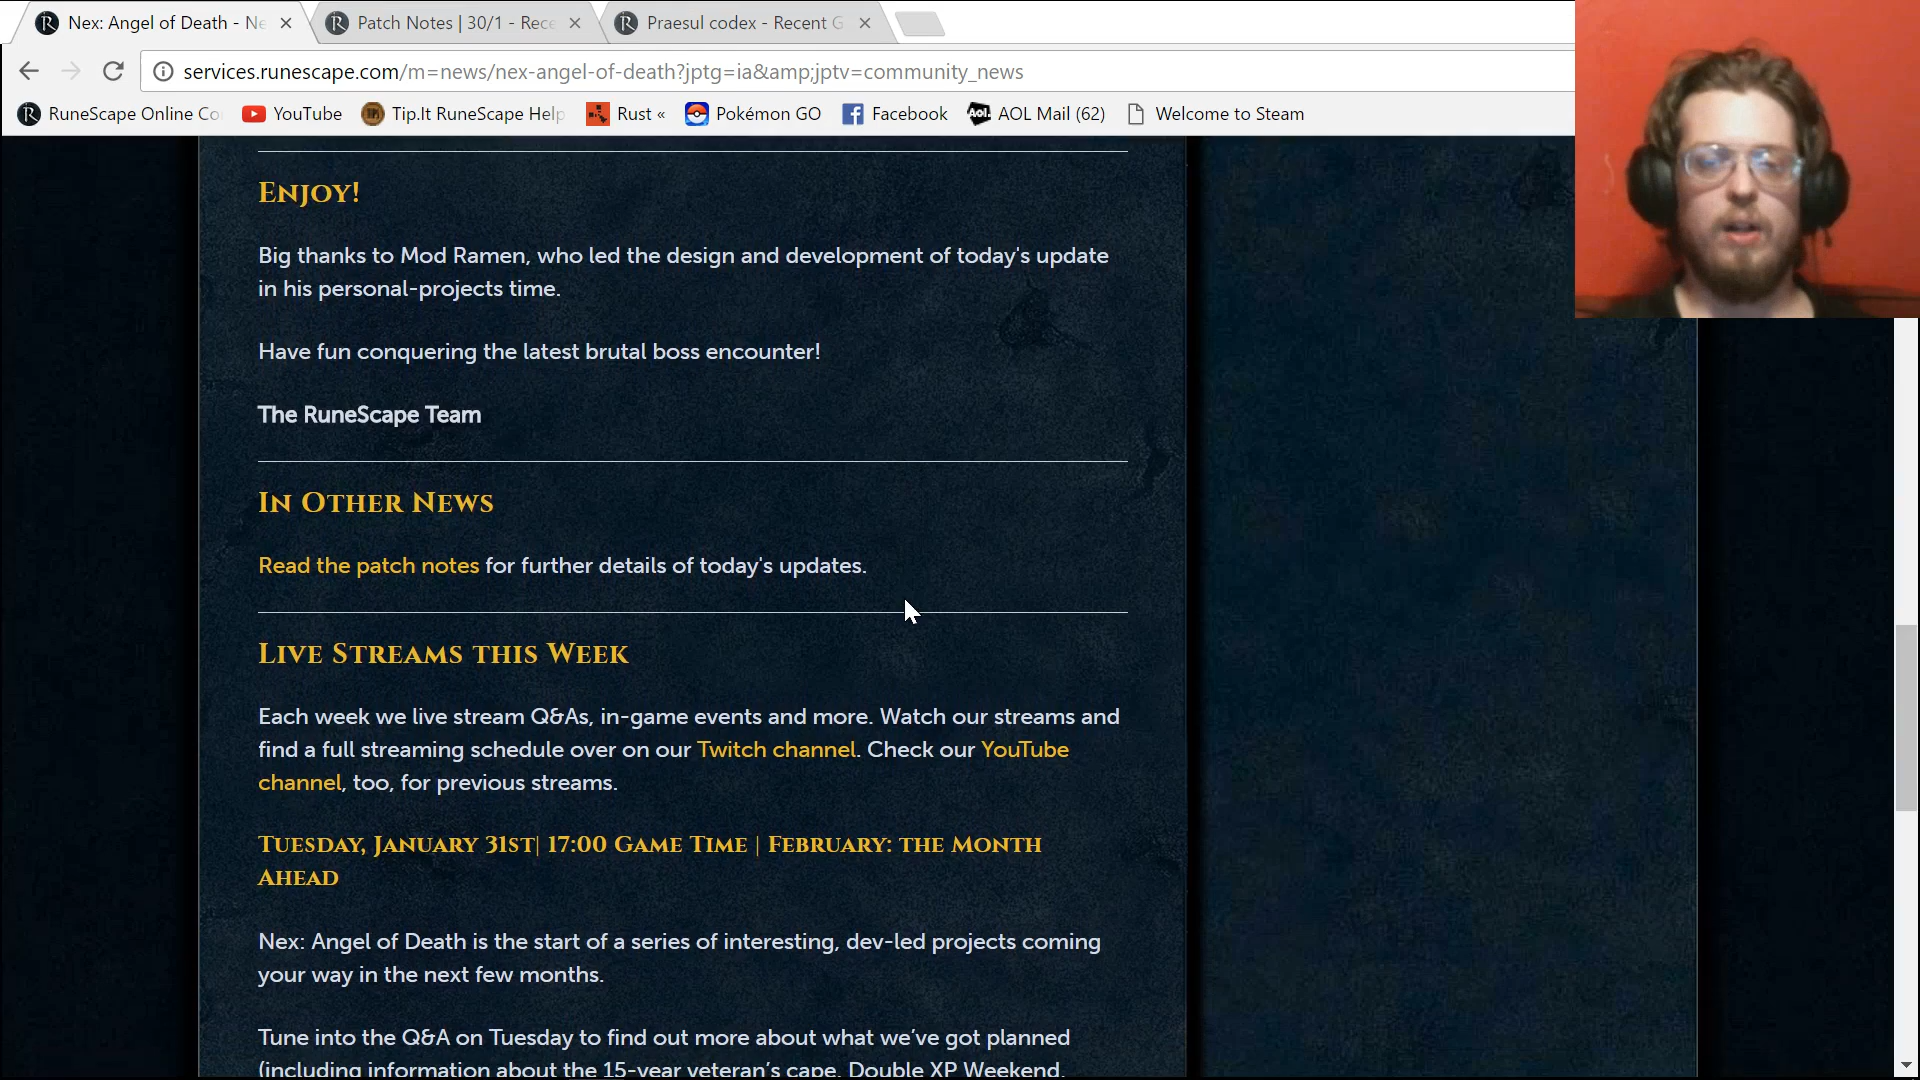 Nex: Angel of Death - Ne
Patch Notes | 30/1 - Rece
Praesul codex - Recent G
services.runescape.com/m=news/nex-angel-of-death?jptg=ia&amp;jptv=community_news
RuneScape Online Co
YouTube
Tip.It RuneScape Help
Rust «
Pokémon GO
Facebook
Aol.
AOL Mail (62)
Welcome to Steam
Enjoy!
Big thanks to Mod Ramen, who led the design and development of today's update
in his personal-projects time.
Have fun conquering the latest brutal boss encounter!
The RuneScape Team
In Other News
Read the patch notes for further details of today's updates.
Live Streams this Week
Each week we live stream Q&As, in-game events and more. Watch our streams and
find a full streaming schedule over on our Twitch channel. Check our YouTube
channel, too, for previous streams.
Tuesday, January 31st| 17:00 Game Time | February: the Month
Ahead
Nex: Angel of Death is the start of a series of interesting, dev-led projects coming
your way in the next few months.
Tune into the Q&A on Tuesday to find out more about what we've got planned
(including information about the 15-year veteran's cape, Double XP Weekend,